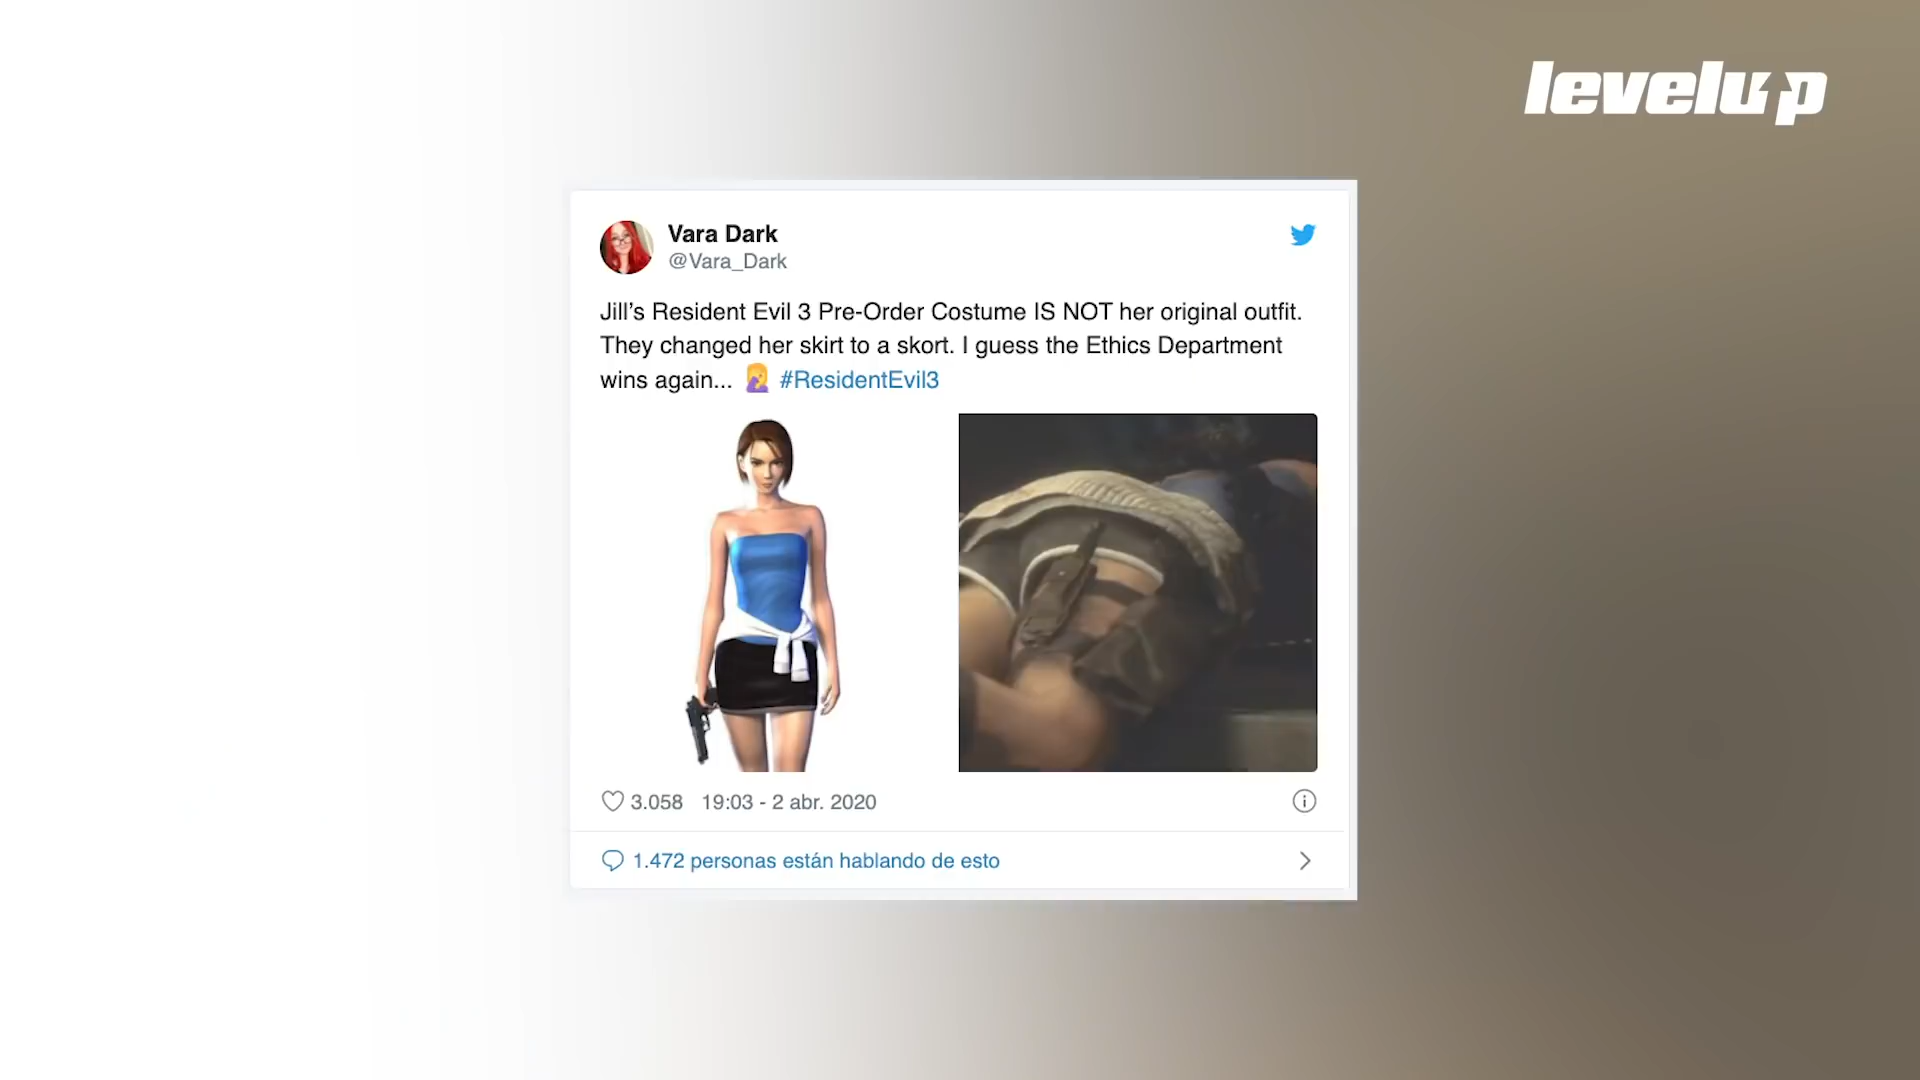 levelup
Vara Dark
@Vara_Dark
Jill’s Resident Evil 3 Pre-Order Costume IS NOT her original outfit.
They changed her skirt to a skort. I guess the Ethics Department
wins again... 🤦‍♀️ #ResidentEvil3
3.058 19:03 - 2 abr. 2020
1.472 personas están hablando de esto